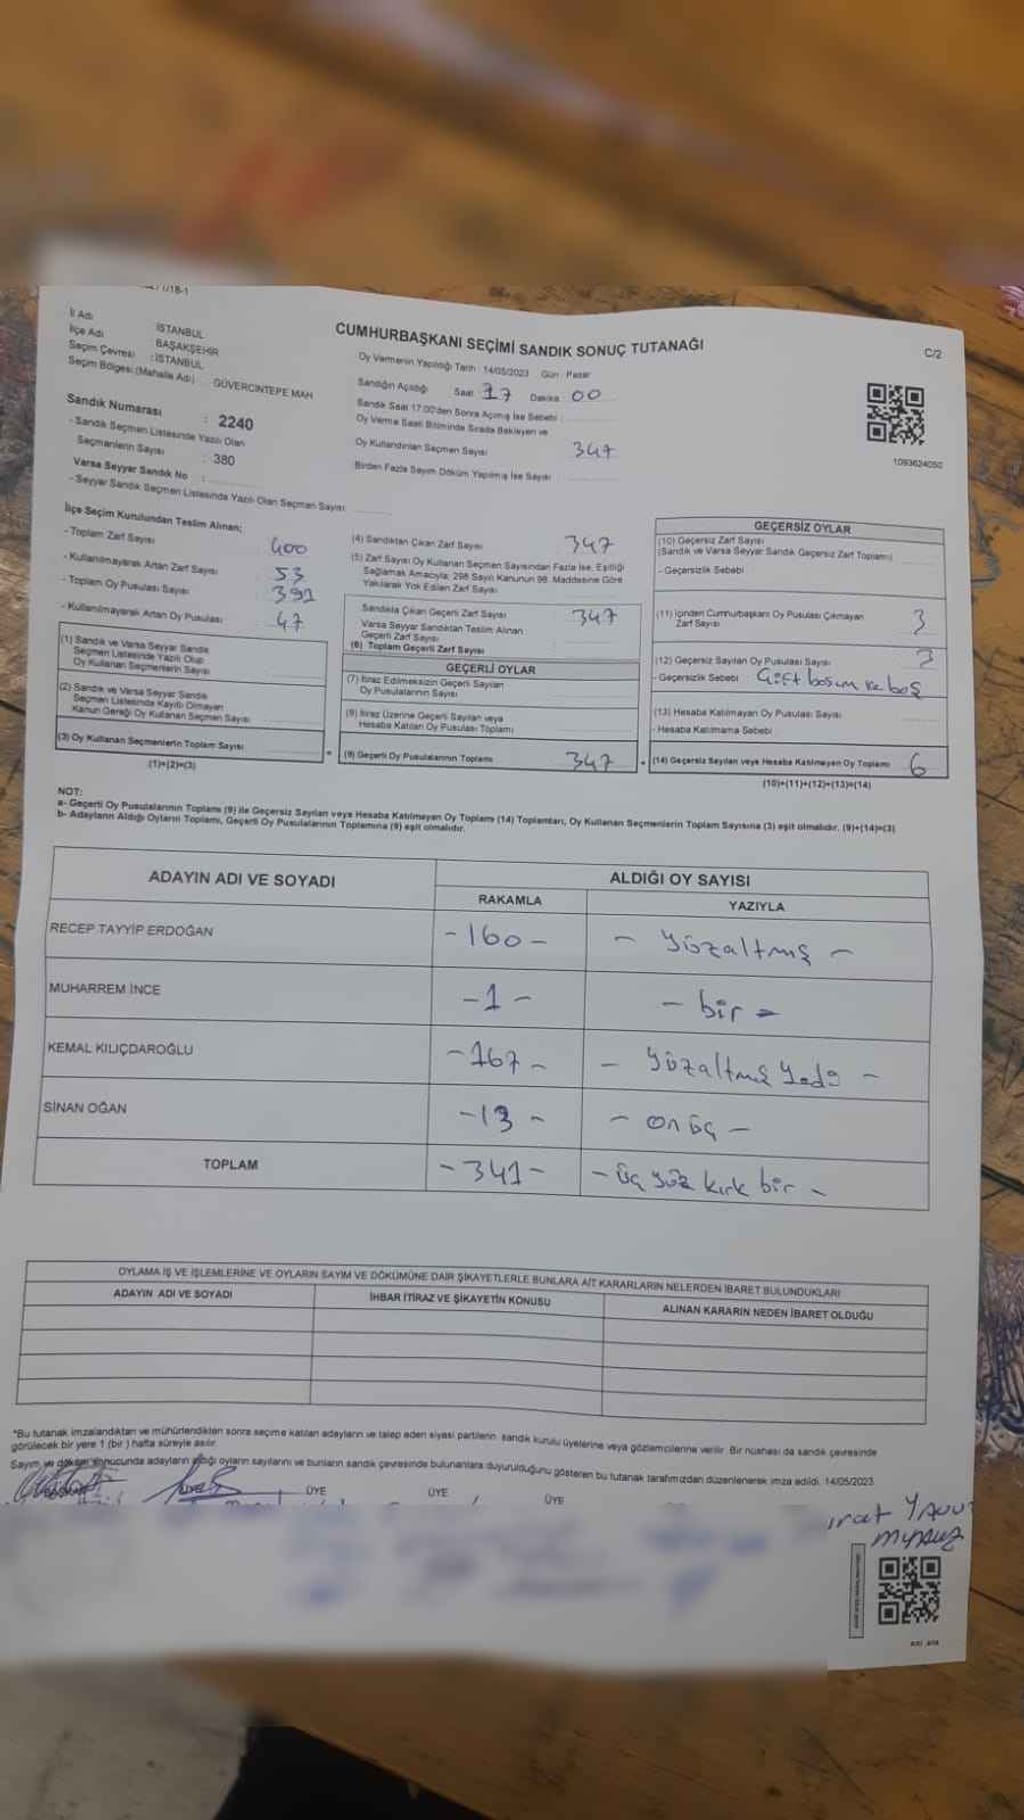 CUMHURBAŞKANI SEÇİMİ SANDIK SONUÇ TUTANAĞI
C/2
İl Adı İSTANBUL
İlçe Adı BAŞAKŞEHİR
Seçim Çevresi : İSTANBUL
Seçim Bölgesi (Mahalle Adı) GÜVERCİNTEPE MAH
Sandık Numarası : 2240
- Sandık Seçmen Listesinde Yazılı Olan
Seçmenlerin Sayısı : 380
Varsa Seyyar Sandık No :
- Seyyar Sandık Seçmen Listesinde Yazılı Olan Seçmen Sayısı
Oy Vermenin Yapıldığı Tarih : 14/05/2023 Gün : Pazar
Sandığın Açıldığı Saat 17 Dakika 00
Sandık Saat 17:00'den Sonra Açılmış İse Sebebi :
Oy Verme Saati Bitiminde Sırada Bekleyen ve
Oy Kullandırılan Seçmen Sayısı 347
Birden Fazla Sayım Döküm Yapılmış İse Sayısı
1093624050
İlçe Seçim Kurulundan Teslim Alınan;
- Toplam Zarf Sayısı 400
- Kullanılmayarak Artan Zarf Sayısı 53
- Toplam Oy Pusulası Sayısı 391
- Kullanılmayarak Artan Oy Pusulası 47
(1) Sandık ve Varsa Seyyar Sandık
Seçmen Listesinde Yazılı Olup
Oy Kullanan Seçmenlerin Sayısı
(2) Sandık ve Varsa Seyyar Sandık
Seçmen Listesinde Kayıtlı Olmayan
Kanun Gereği Oy Kullanan Seçmen Sayısı
(3) Oy Kullanan Seçmenlerin Toplam Sayısı
(1)+(2)=(3)
(4) Sandıktan Çıkan Zarf Sayısı 347
(5) Zarf Sayısı Oy Kullanan Seçmen Sayısından Fazla İse, Eşitliği
Sağlamak Amacıyla; 298 Sayılı Kanunun 98. Maddesine Göre
Yakılarak Yok Edilen Zarf Sayısı
Sandıkta Çıkan Geçerli Zarf Sayısı 347
Varsa Seyyar Sandıktan Teslim Alınan
Geçerli Zarf Sayısı
(6) Toplam Geçerli Zarf Sayısı
GEÇERLİ OYLAR
(7) İtiraz Edilmeksizin Geçerli Sayılan
Oy Pusulalarının Sayısı
(8) İtiraz Üzerine Geçerli Sayılan veya
Hesaba Katılan Oy Pusulası Toplamı
= (9) Geçerli Oy Pusulalarının Toplamı 347
GEÇERSİZ OYLAR
(10) Geçersiz Zarf Sayısı
(Sandık ve Varsa Seyyar Sandık Geçersiz Zarf Toplamı)
- Geçersizlik Sebebi
(11) İçinden Cumhurbaşkanı Oy Pusulası Çıkmayan
Zarf Sayısı 3
(12) Geçersiz Sayılan Oy Pusulası Sayısı 3
- Geçersizlik Sebebi Çift basım ve boş
(13) Hesaba Katılmayan Oy Pusulası Sayısı
- Hesaba Katılmama Sebebi
+ (14) Geçersiz Sayılan veya Hesaba Katılmayan Oy Toplamı 6
(10)+(11)+(12)+(13)=(14)
NOT:
a- Geçerli Oy Pusulalarının Toplamı (9) ile Geçersiz Sayılan veya Hesaba Katılmayan Oy Toplamı (14) Toplamları, Oy Kullanan Seçmenlerin Toplam Sayısına (3) eşit olmalıdır. (9)+(14)=(3)
b- Adayların Aldığı Oyların Toplamı, Geçerli Oy Pusulalarının Toplamına (9) eşit olmalıdır.
ADAYIN ADI VE SOYADI ALDIĞI OY SAYISI
RAKAMLA YAZIYLA
RECEP TAYYİP ERDOĞAN -160- - yüzaltmış -
MUHARREM İNCE -1- - bir -
KEMAL KILIÇDAROĞLU -167- - yüzaltmış yedi -
SİNAN OĞAN -13- - on üç -
TOPLAM -341- - üç yüz kırk bir -
OYLAMA İŞ VE İŞLEMLERİNE VE OYLARIN SAYIM VE DÖKÜMÜNE DAİR ŞİKAYETLERLE BUNLARA AİT KARARLARIN NELERDEN İBARET BULUNDUKLARI
ADAYIN ADI VE SOYADI İHBAR İTİRAZ VE ŞİKAYETİN KONUSU ALINAN KARARIN NEDEN İBARET OLDUĞU
*Bu tutanak imzalandıktan ve mühürlendikten sonra seçime katılan adayların ve talep eden siyasi partilerin sandık kurulu üyelerine veya gözlemcilerine verilir. Bir nüshası da sandık çevresinde
görülecek bir yere 1 (bir) hafta süreyle asılır.
Sayım ve döküm sonucunda adayların aldığı oyların sayılarını ve bunların sandık çevresinde bulunanlara duyurulduğunu gösteren bu tutanak tarafımızdan düzenlenerek imza edildi. 14/05/2023
ÜYE ÜYE ÜYE